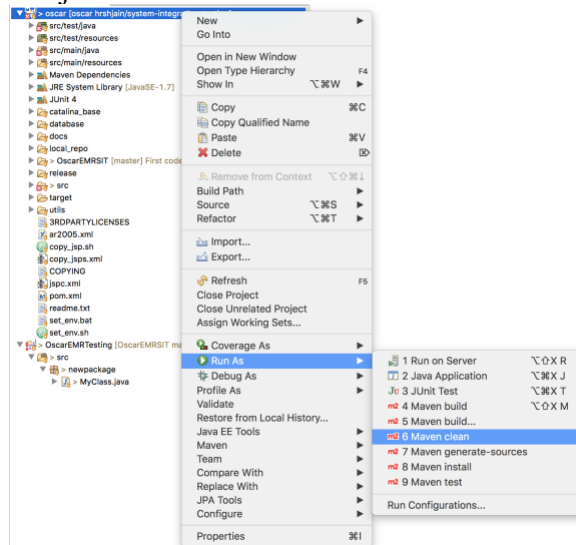 > oscar [oscar hrshjain/system-integra
src/test/java
src/test/resources
src/main/java
src/main/resources
Maven Dependencies
JRE System Library [JavaSE-1.7]
JUnit 4
catalina_base
database
docs
local_repo
> OscarEMRSIT [master] First code
release
> src
target
utils
3RDPARTYLICENSES
ar2005.xml
copy_jsp.sh
copy_jsps.xml
COPYING
jspc.xml
pom.xml
readme.txt
set_env.bat
set_env.sh
> OscarEMRTesting [OscarEMRSIT ma
> src
> newpackage
> MyClass.java
New
Go Into
Open in New Window
Open Type Hierarchy F4
Show In ⌥⌘W
Copy ⌘C
Copy Qualified Name
Paste ⌘V
Delete ⌦
Remove from Context ⌥⇧⌘↓
Build Path
Source ⌥⌘S
Refactor ⌥⌘T
Import...
Export...
Refresh F5
Close Project
Close Unrelated Project
Assign Working Sets...
Coverage As
Run As
Debug As
Profile As
Validate
Restore from Local History...
Java EE Tools
Maven
Team
Compare With
Replace With
JPA Tools
Configure
Properties ⌘I
1 Run on Server ⌥⇧X R
2 Java Application ⌥⌘X J
Ju 3 JUnit Test ⌥⌘X T
m2 4 Maven build ⌥⇧X M
m2 5 Maven build...
m2 6 Maven clean
m2 7 Maven generate-sources
m2 8 Maven install
m2 9 Maven test
Run Configurations...